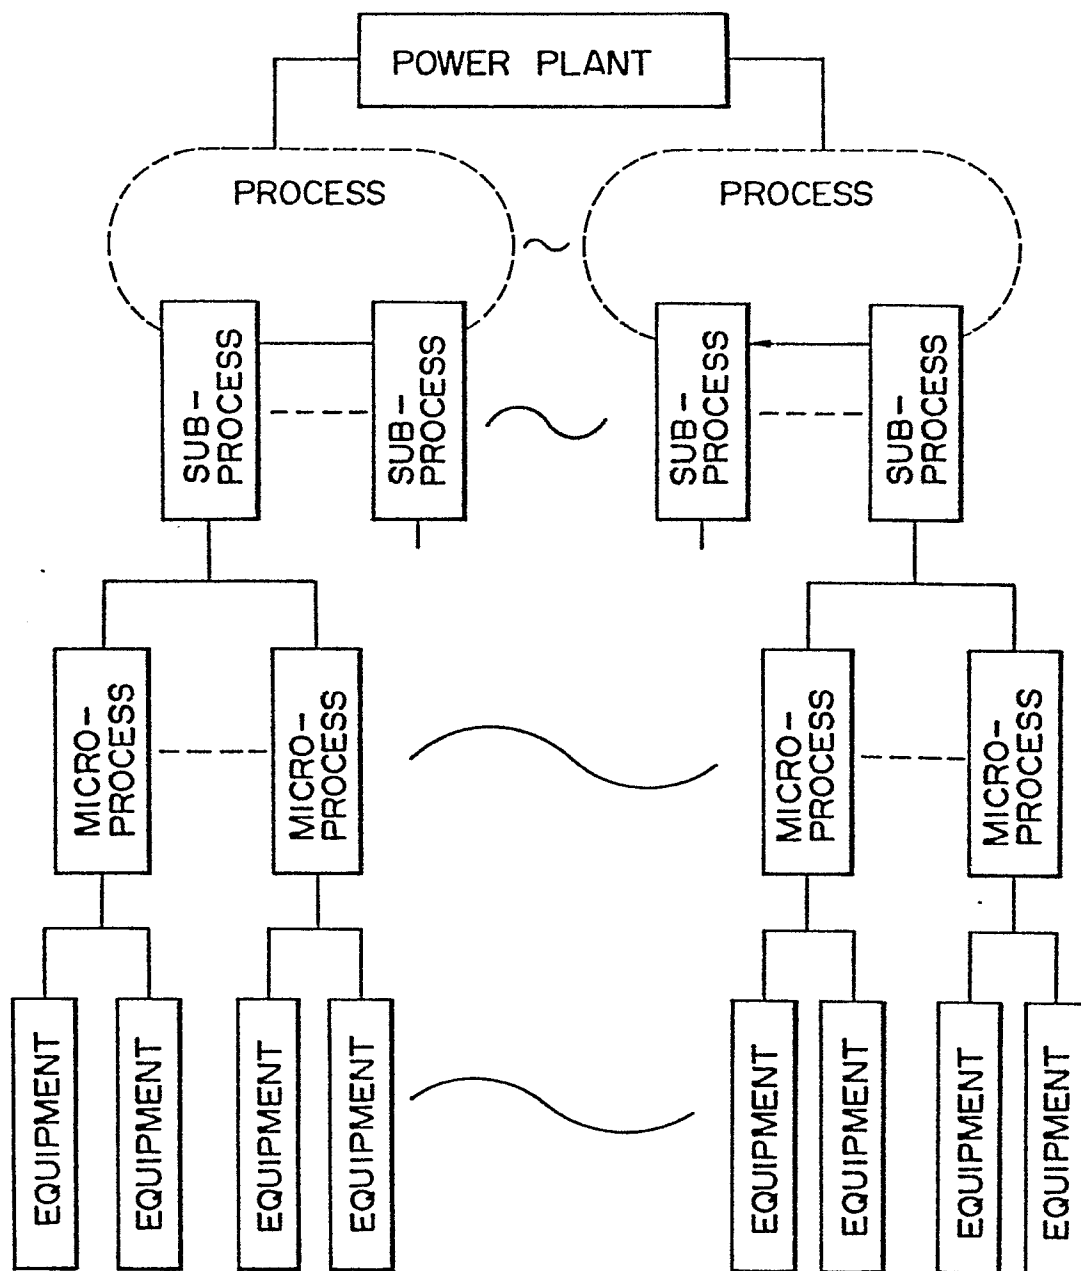 POWER PLANT
PROCESS
PROCESS
SUB-
PROCESS
SUB-
PROCESS
SUB-
PROCESS
SUB-
PROCESS
MICRO-
PROCESS
MICRO-
PROCESS
MICRO-
PROCESS
MICRO-
PROCESS
EQUIPMENT
EQUIPMENT
EQUIPMENT
EQUIPMENT
EQUIPMENT
EQUIPMENT
EQUIPMENT
EQUIPMENT